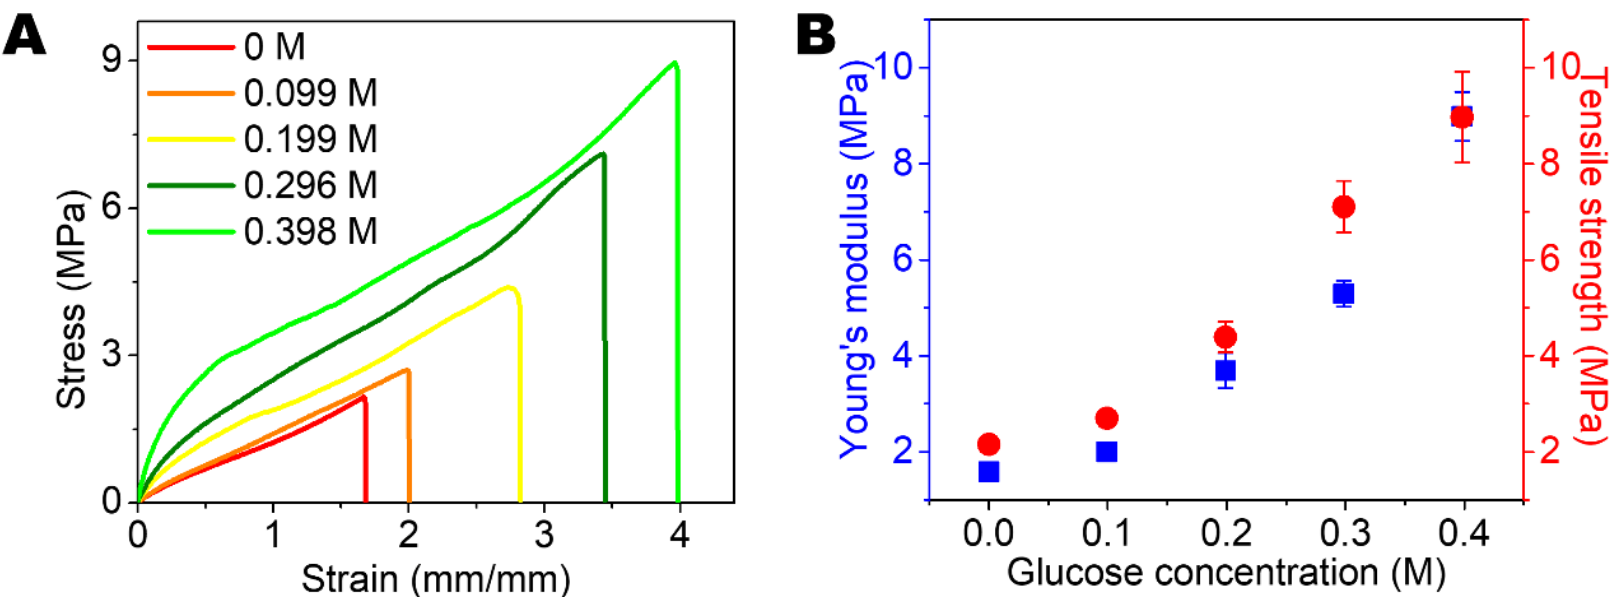 A
0 M
0.099 M
0.199 M
0.296 M
0.398 M
9
6
3
0
Stress (MPa)
0 1 2 3 4
Strain (mm/mm)
B
10
8
6
4
2
Young's modulus (MPa)
10
8
6
4
2
Tensile strength (MPa)
0.0 0.1 0.2 0.3 0.4
Glucose concentration (M)